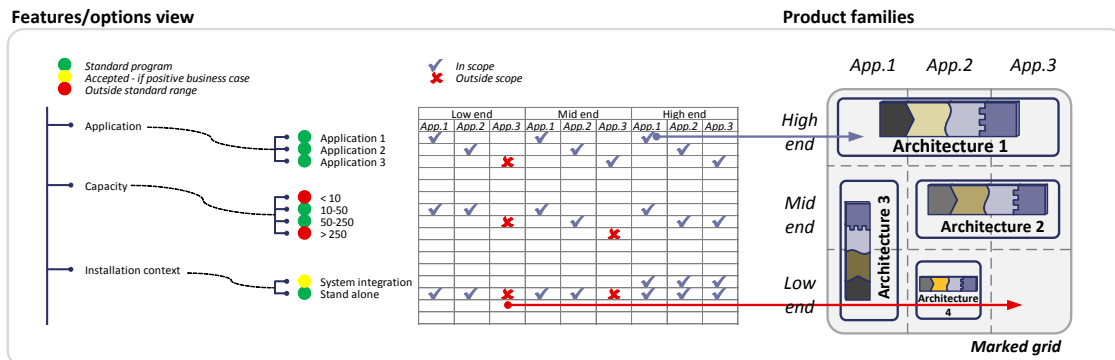 Features/options view
Product families
Standard program
Accepted - if positive business case
Outside standard range
In scope
Outside scope
App.1 App.2 App.3
Low end Mid end High end
App.1 App.2 App.3 App.1 App.2 App.3 App.1 App.2 App.3
Application
Application 1
Application 2
Application 3
Capacity
< 10
10-50
50-250
> 250
Installation context
System integration
Stand alone
High
end
Architecture 1
Mid
end
Architecture 3
Architecture 2
Low
end
Architecture
4
Marked grid